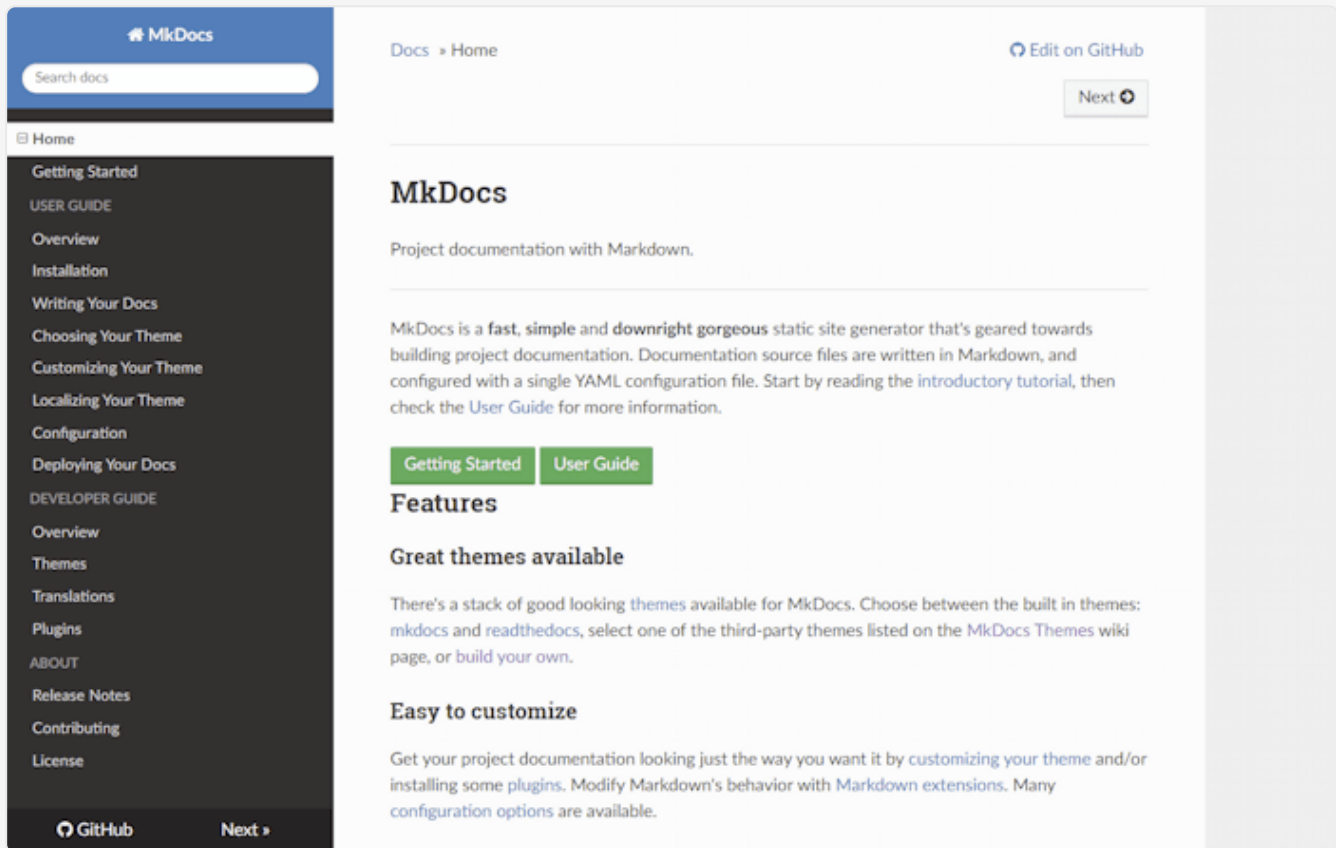 MkDocs
Search docs
Home
Getting Started
USER GUIDE
Overview
Installation
Writing Your Docs
Choosing Your Theme
Customizing Your Theme
Localizing Your Theme
Configuration
Deploying Your Docs
DEVELOPER GUIDE
Overview
Themes
Translations
Plugins
ABOUT
Release Notes
Contributing
License
GitHub Next »
Docs » Home Edit on GitHub
Next
MkDocs
Project documentation with Markdown.
MkDocs is a fast, simple and downright gorgeous static site generator that's geared towards
building project documentation. Documentation source files are written in Markdown, and
configured with a single YAML configuration file. Start by reading the introductory tutorial, then
check the User Guide for more information.
Getting Started User Guide
Features
Great themes available
There's a stack of good looking themes available for MkDocs. Choose between the built in themes:
mkdocs and readthedocs, select one of the third-party themes listed on the MkDocs Themes wiki
page, or build your own.
Easy to customize
Get your project documentation looking just the way you want it by customizing your theme and/or
installing some plugins. Modify Markdown's behavior with Markdown extensions. Many
configuration options are available.